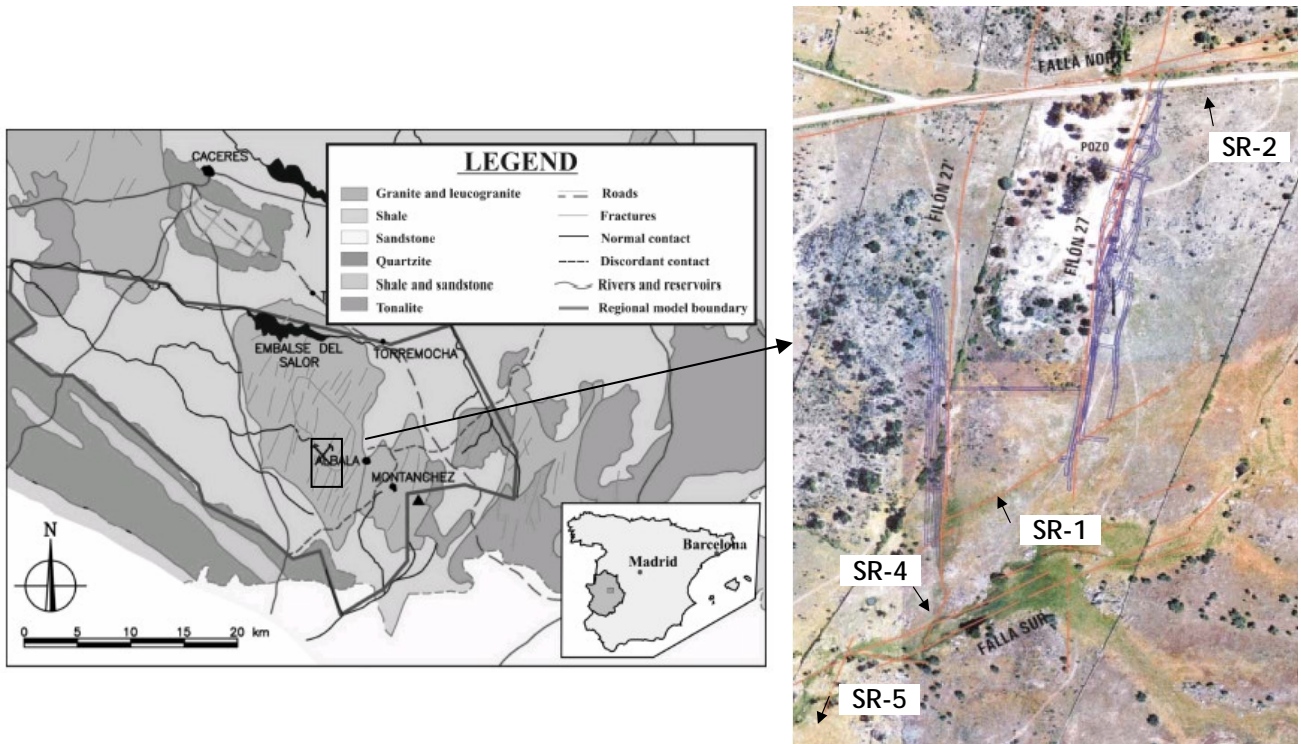 CACERES
LEGEND
Granite and leucogranite
Shale
Sandstone
Quartzite
Shale and sandstone
Tonalite
Roads
Fractures
Normal contact
Discordant contact
Rivers and reservoirs
Regional model boundary
EMBALSE DEL
SALOR
TORREMOCHA
ALBALA
MONTANCHEZ
N
0 5 10 15 20 km
Madrid
Barcelona
FALLA NORTE
SR-2
POZO
FILÓN 27'
FILÓN 27
SR-1
SR-4
FALLA SUR
SR-5